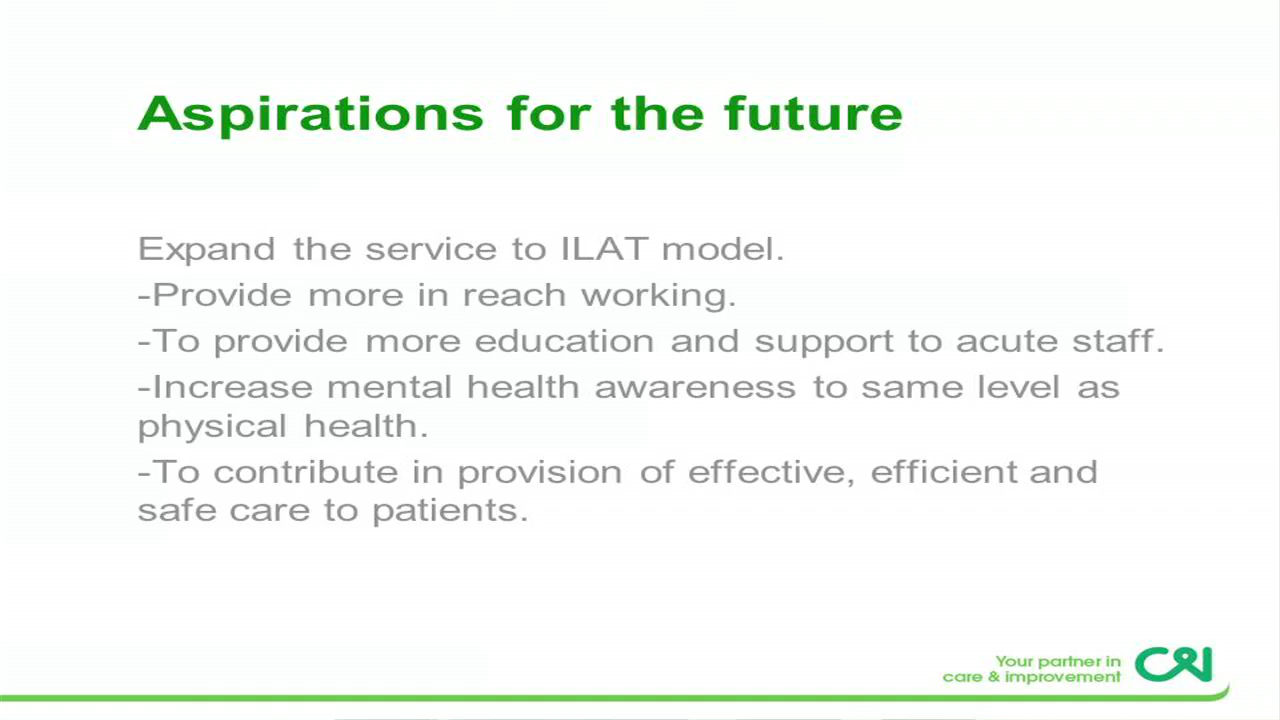 Aspirations for the future
Expand the service to ILAT model.
-Provide more in reach working.
-To provide more education and support to acute staff.
-Increase mental health awareness to same level as
physical health.
-To contribute in provision of effective, efficient and
safe care to patients.
Your partner in
care & improvement
C&I